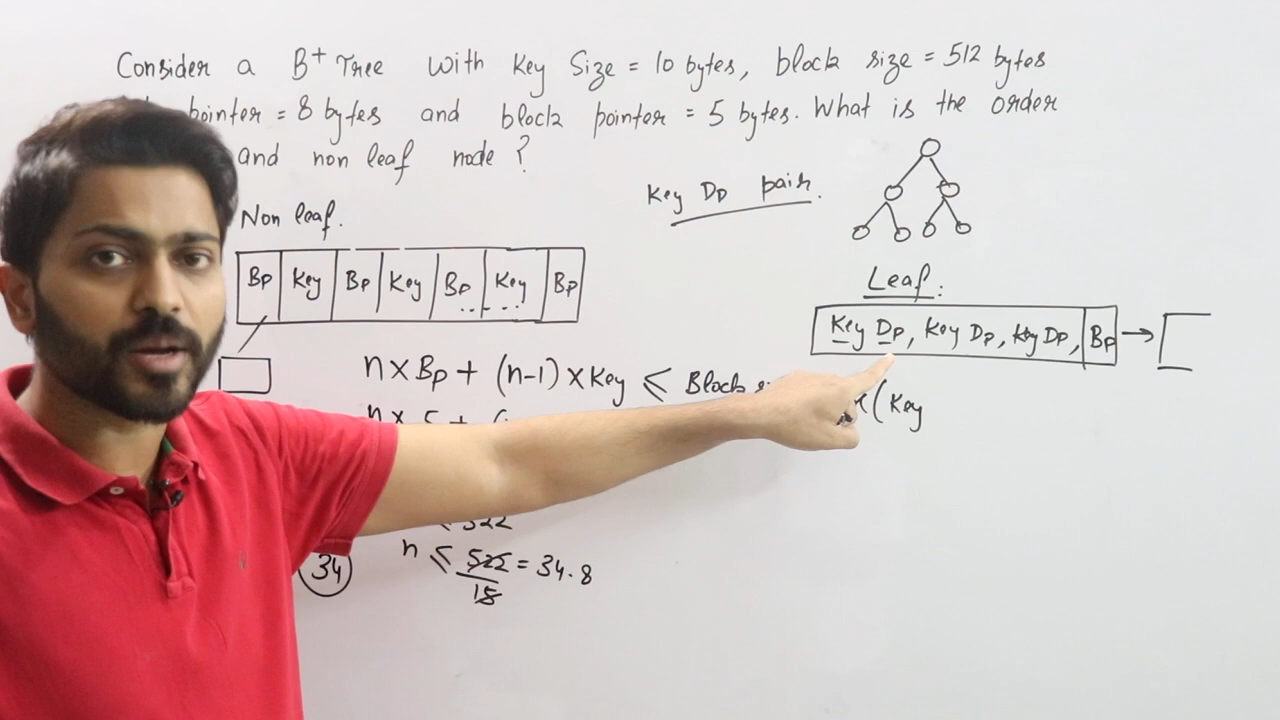 Consider a B+ Tree with Key Size = 10 bytes, block size = 512 bytes
pointer = 8 bytes and block pointer = 5 bytes. What is the order
and non leaf node ?
Key Dp pair.
Non leaf.
Bp Key Bp Key Bp Key Bp
....
Leaf:
Key Dp, Key Dp, Key Dp, Bp →
n × Bp + (n-1) × Key ≤ Block
(Key
n × 5 +
522
n ≤ 522/15 = 34.8
34